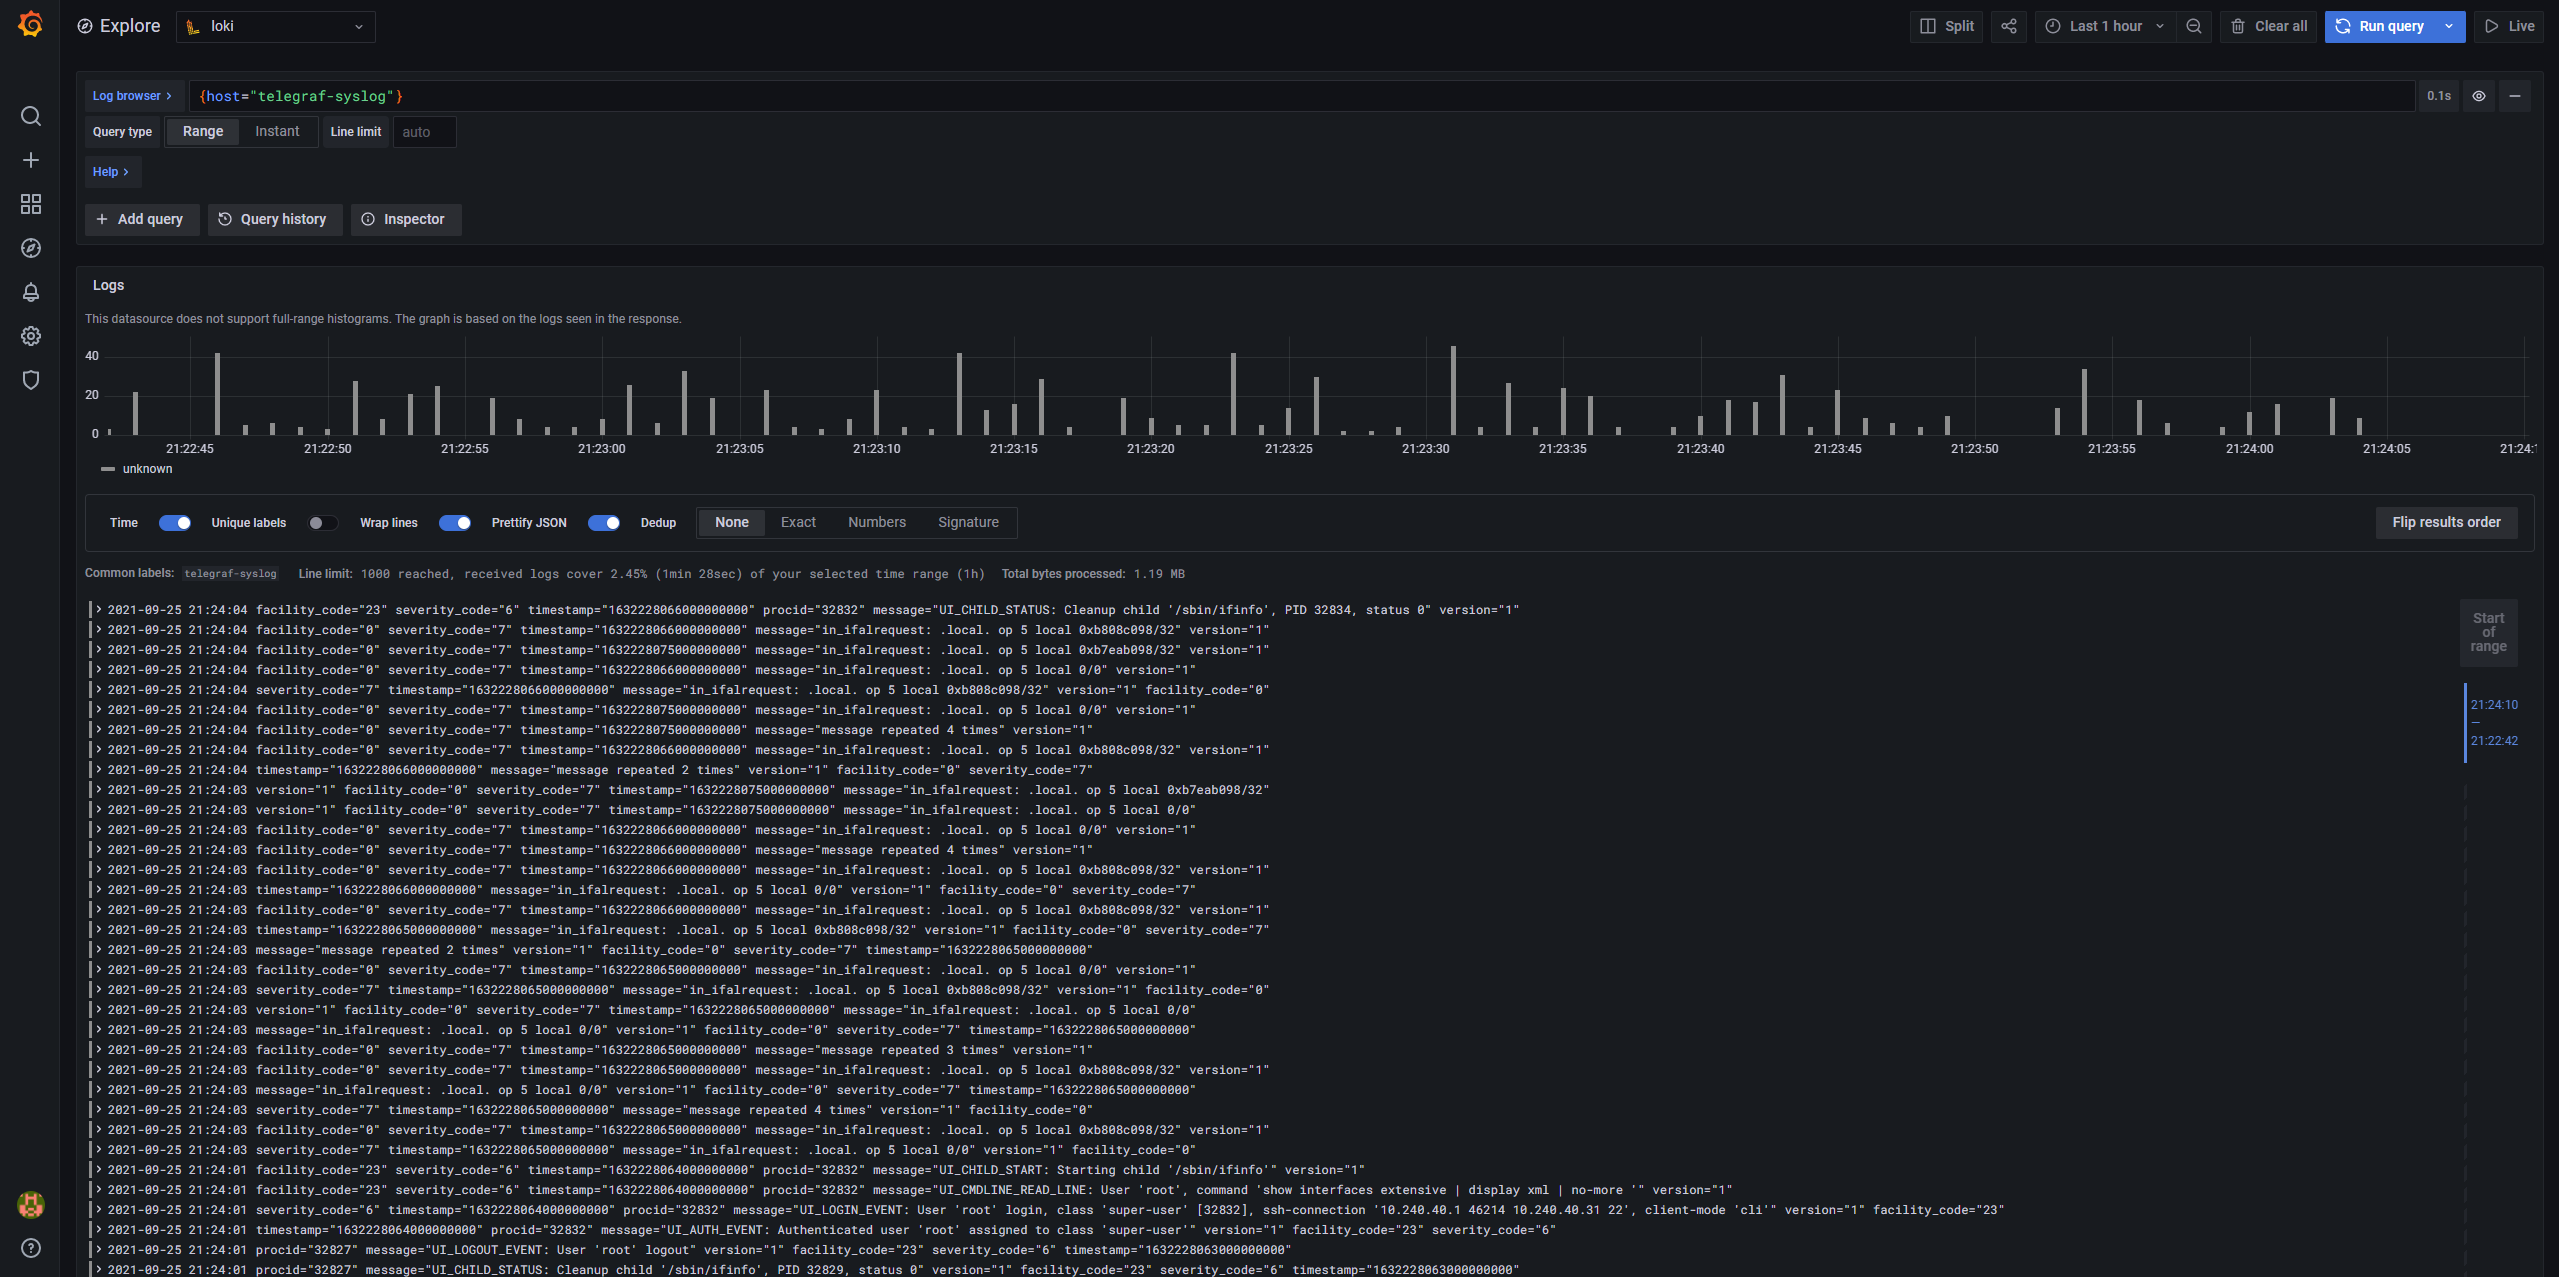 Explore loki Split Last 1 hour Clear all Run query Live
Log browser > {host="telegraf-syslog"} 0.1s
Query type Range Instant Line limit auto
Help >
+ Add query Query history Inspector
Logs
This datasource does not support full-range histograms. The graph is based on the logs seen in the response.
40
20
0
21:22:45 21:22:50 21:22:55 21:23:00 21:23:05 21:23:10 21:23:15 21:23:20 21:23:25 21:23:30 21:23:35 21:23:40 21:23:45 21:23:50 21:23:55 21:24:00 21:24:05 21:24:1
unknown
Time Unique labels Wrap lines Prettify JSON Dedup None Exact Numbers Signature Flip results order
Common labels: telegraf-syslog Line limit: 1000 reached, received logs cover 2.45% (1min 28sec) of your selected time range (1h) Total bytes processed: 1.19 MB
> 2021-09-25 21:24:04 facility_code="23" severity_code="6" timestamp="1632228066000000000" procid="32832" message="UI_CHILD_STATUS: Cleanup child '/sbin/ifinfo', PID 32834, status 0" version="1"
> 2021-09-25 21:24:04 facility_code="0" severity_code="7" timestamp="1632228066000000000" message="in_ifalrequest: .local. op 5 local 0xb808c098/32" version="1"
> 2021-09-25 21:24:04 facility_code="0" severity_code="7" timestamp="1632228075000000000" message="in_ifalrequest: .local. op 5 local 0xb7eab098/32" version="1"
> 2021-09-25 21:24:04 facility_code="0" severity_code="7" timestamp="1632228066000000000" message="in_ifalrequest: .local. op 5 local 0/0" version="1"
> 2021-09-25 21:24:04 severity_code="7" timestamp="1632228066000000000" message="in_ifalrequest: .local. op 5 local 0xb808c098/32" version="1" facility_code="0"
> 2021-09-25 21:24:04 facility_code="0" severity_code="7" timestamp="1632228075000000000" message="in_ifalrequest: .local. op 5 local 0/0" version="1"
> 2021-09-25 21:24:04 facility_code="0" severity_code="7" timestamp="1632228075000000000" message="message repeated 4 times" version="1"
> 2021-09-25 21:24:04 facility_code="0" severity_code="7" timestamp="1632228066000000000" message="in_ifalrequest: .local. op 5 local 0xb808c098/32" version="1"
> 2021-09-25 21:24:04 timestamp="1632228066000000000" message="message repeated 2 times" version="1" facility_code="0" severity_code="7"
> 2021-09-25 21:24:03 version="1" facility_code="0" severity_code="7" timestamp="1632228075000000000" message="in_ifalrequest: .local. op 5 local 0xb7eab098/32"
> 2021-09-25 21:24:03 version="1" facility_code="0" severity_code="7" timestamp="1632228075000000000" message="in_ifalrequest: .local. op 5 local 0/0"
> 2021-09-25 21:24:03 facility_code="0" severity_code="7" timestamp="1632228066000000000" message="in_ifalrequest: .local. op 5 local 0/0" version="1"
> 2021-09-25 21:24:03 facility_code="0" severity_code="7" timestamp="1632228066000000000" message="message repeated 4 times" version="1"
> 2021-09-25 21:24:03 facility_code="0" severity_code="7" timestamp="1632228066000000000" message="in_ifalrequest: .local. op 5 local 0xb808c098/32" version="1"
> 2021-09-25 21:24:03 timestamp="1632228066000000000" message="in_ifalrequest: .local. op 5 local 0/0" version="1" facility_code="0" severity_code="7"
> 2021-09-25 21:24:03 facility_code="0" severity_code="7" timestamp="1632228066000000000" message="in_ifalrequest: .local. op 5 local 0xb808c098/32" version="1"
> 2021-09-25 21:24:03 timestamp="1632228065000000000" message="in_ifalrequest: .local. op 5 local 0xb808c098/32" version="1" facility_code="0" severity_code="7"
> 2021-09-25 21:24:03 message="message repeated 2 times" version="1" facility_code="0" severity_code="7" timestamp="1632228065000000000"
> 2021-09-25 21:24:03 facility_code="0" severity_code="7" timestamp="1632228065000000000" message="in_ifalrequest: .local. op 5 local 0/0" version="1"
> 2021-09-25 21:24:03 severity_code="7" timestamp="1632228065000000000" message="in_ifalrequest: .local. op 5 local 0xb808c098/32" version="1" facility_code="0"
> 2021-09-25 21:24:03 version="1" facility_code="0" severity_code="7" timestamp="1632228065000000000" message="in_ifalrequest: .local. op 5 local 0/0"
> 2021-09-25 21:24:03 message="in_ifalrequest: .local. op 5 local 0/0" version="1" facility_code="0" severity_code="7" timestamp="1632228065000000000"
> 2021-09-25 21:24:03 facility_code="0" severity_code="7" timestamp="1632228065000000000" message="message repeated 3 times" version="1"
> 2021-09-25 21:24:03 facility_code="0" severity_code="7" timestamp="1632228065000000000" message="in_ifalrequest: .local. op 5 local 0xb808c098/32" version="1"
> 2021-09-25 21:24:03 message="in_ifalrequest: .local. op 5 local 0/0" version="1" facility_code="0" severity_code="7" timestamp="1632228065000000000"
> 2021-09-25 21:24:03 severity_code="7" timestamp="1632228065000000000" message="message repeated 4 times" version="1" facility_code="0"
> 2021-09-25 21:24:03 facility_code="0" severity_code="7" timestamp="1632228065000000000" message="in_ifalrequest: .local. op 5 local 0xb808c098/32" version="1"
> 2021-09-25 21:24:03 severity_code="7" timestamp="1632228065000000000" message="in_ifalrequest: .local. op 5 local 0/0" version="1" facility_code="0"
> 2021-09-25 21:24:01 facility_code="23" severity_code="6" timestamp="1632228064000000000" procid="32832" message="UI_CHILD_START: Starting child '/sbin/ifinfo'" version="1"
> 2021-09-25 21:24:01 facility_code="23" severity_code="6" timestamp="1632228064000000000" procid="32832" message="UI_CMDLINE_READ_LINE: User 'root', command 'show interfaces extensive | display xml | no-more '" version="1"
> 2021-09-25 21:24:01 severity_code="6" timestamp="1632228064000000000" procid="32832" message="UI_LOGIN_EVENT: User 'root' login, class 'super-user' [32832], ssh-connection '10.240.40.1 46214 10.240.40.31 22', client-mode 'cli'" version="1" facility_code="23"
> 2021-09-25 21:24:01 timestamp="1632228064000000000" procid="32832" message="UI_AUTH_EVENT: Authenticated user 'root' assigned to class 'super-user'" version="1" facility_code="23" severity_code="6"
> 2021-09-25 21:24:01 procid="32827" message="UI_LOGOUT_EVENT: User 'root' logout" version="1" facility_code="23" severity_code="6" timestamp="1632228063000000000"
> 2021-09-25 21:24:01 procid="32827" message="UI_CHILD_STATUS: Cleanup child '/sbin/ifinfo', PID 32829, status 0" version="1" facility_code="23" severity_code="6" timestamp="1632228063000000000"
Start
of
range
21:24:10
—
21:22:42